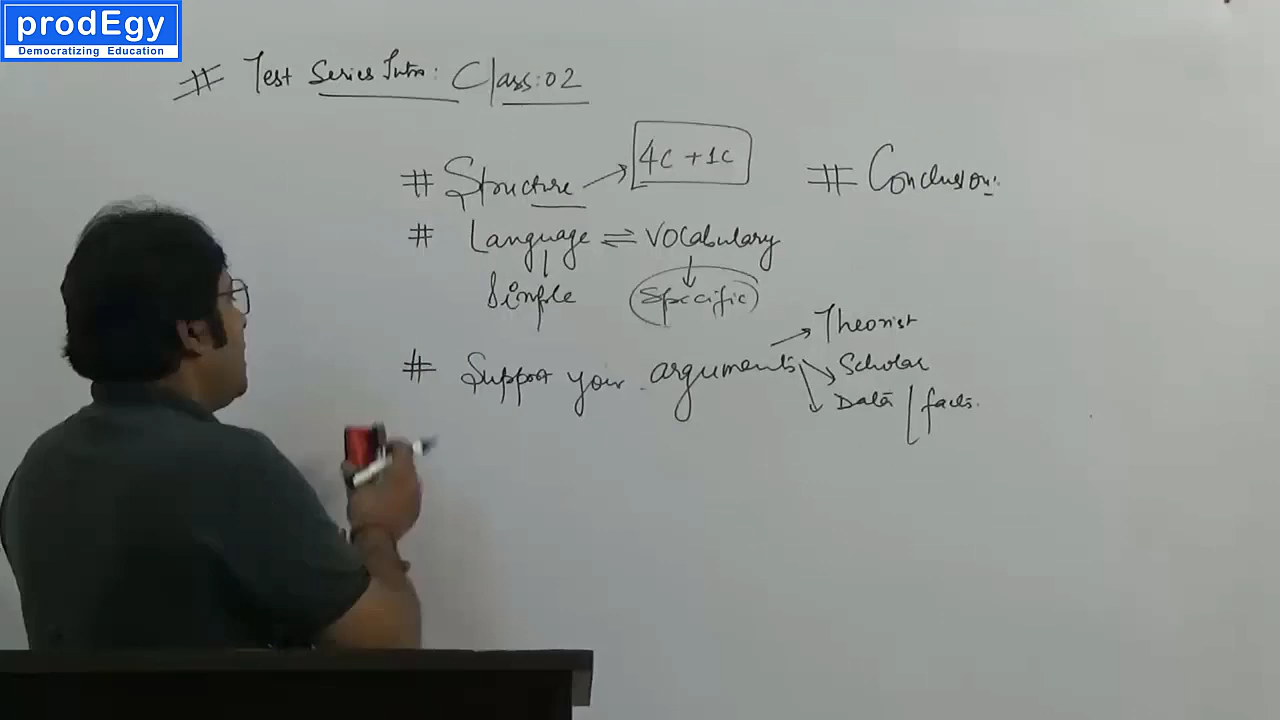 prodEgy
Democratizing Education
# Test Series Intro: Class:02
# Structure → 4C + 1C
# Conclusion:
# Language ⇌ Vocabulary
Simple Specific
# Support your arguments
Theorist
Scholar
Data / facts.